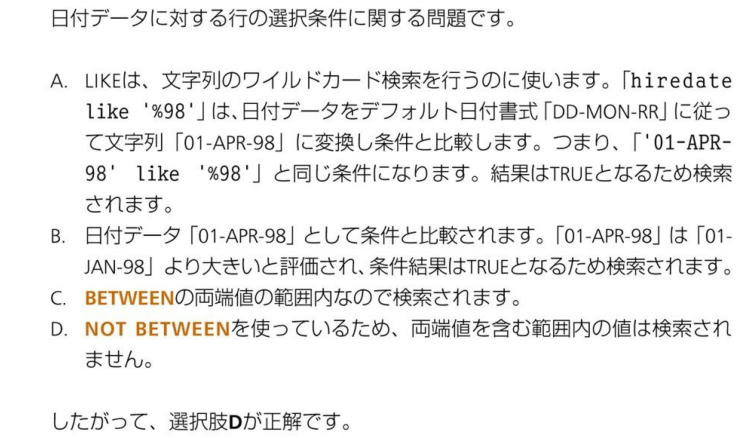 日付データに対する行の選択条件に関する問題です。
A. LIKEは、文字列のワイルドカード検索を行うのに使います。「hiredate
like '%98'」は、日付データをデフォルト日付書式「DD-MON-RR」に従っ
て文字列「01-APR-98」に変換し条件と比較します。つまり、「'01-APR-
98' like '%98'」と同じ条件になります。結果はTRUEとなるため検索
されます。
B. 日付データ「01-APR-98」として条件と比較されます。「01-APR-98」は「01-
JAN-98」より大きいと評価され、条件結果はTRUEとなるため検索されます。
C. BETWEENの両端値の範囲内なので検索されます。
D. NOT BETWEENを使っているため、両端値を含む範囲内の値は検索され
ません。
したがって、選択肢Dが正解です。